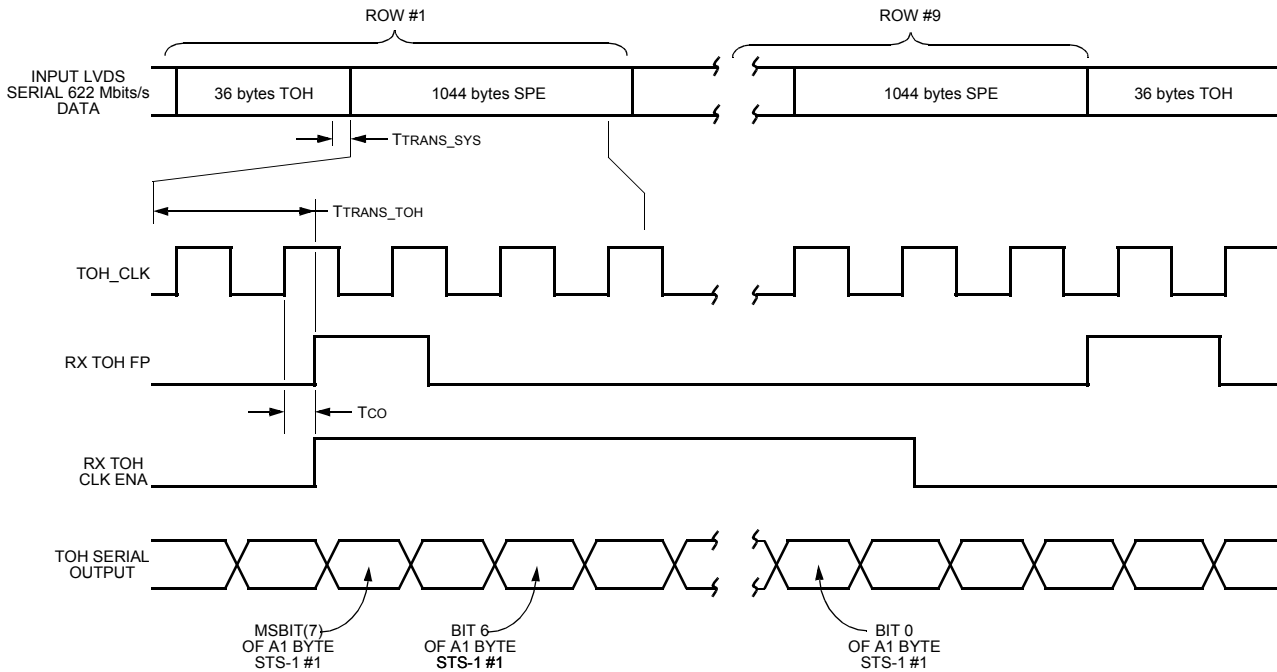 ROW #1
ROW #9
INPUT LVDS
SERIAL 622 Mbits/s
DATA
36 bytes TOH
1044 bytes SPE
1044 bytes SPE
36 bytes TOH
TTRANS_SYS
TTRANS_TOH
TOH_CLK
RX TOH FP
TCO
RX TOH
CLK ENA
TOH SERIAL
OUTPUT
MSBIT(7)
OF A1 BYTE
STS-1 #1
BIT 6
OF A1 BYTE
STS-1 #1
BIT 0
OF A1 BYTE
STS-1 #1